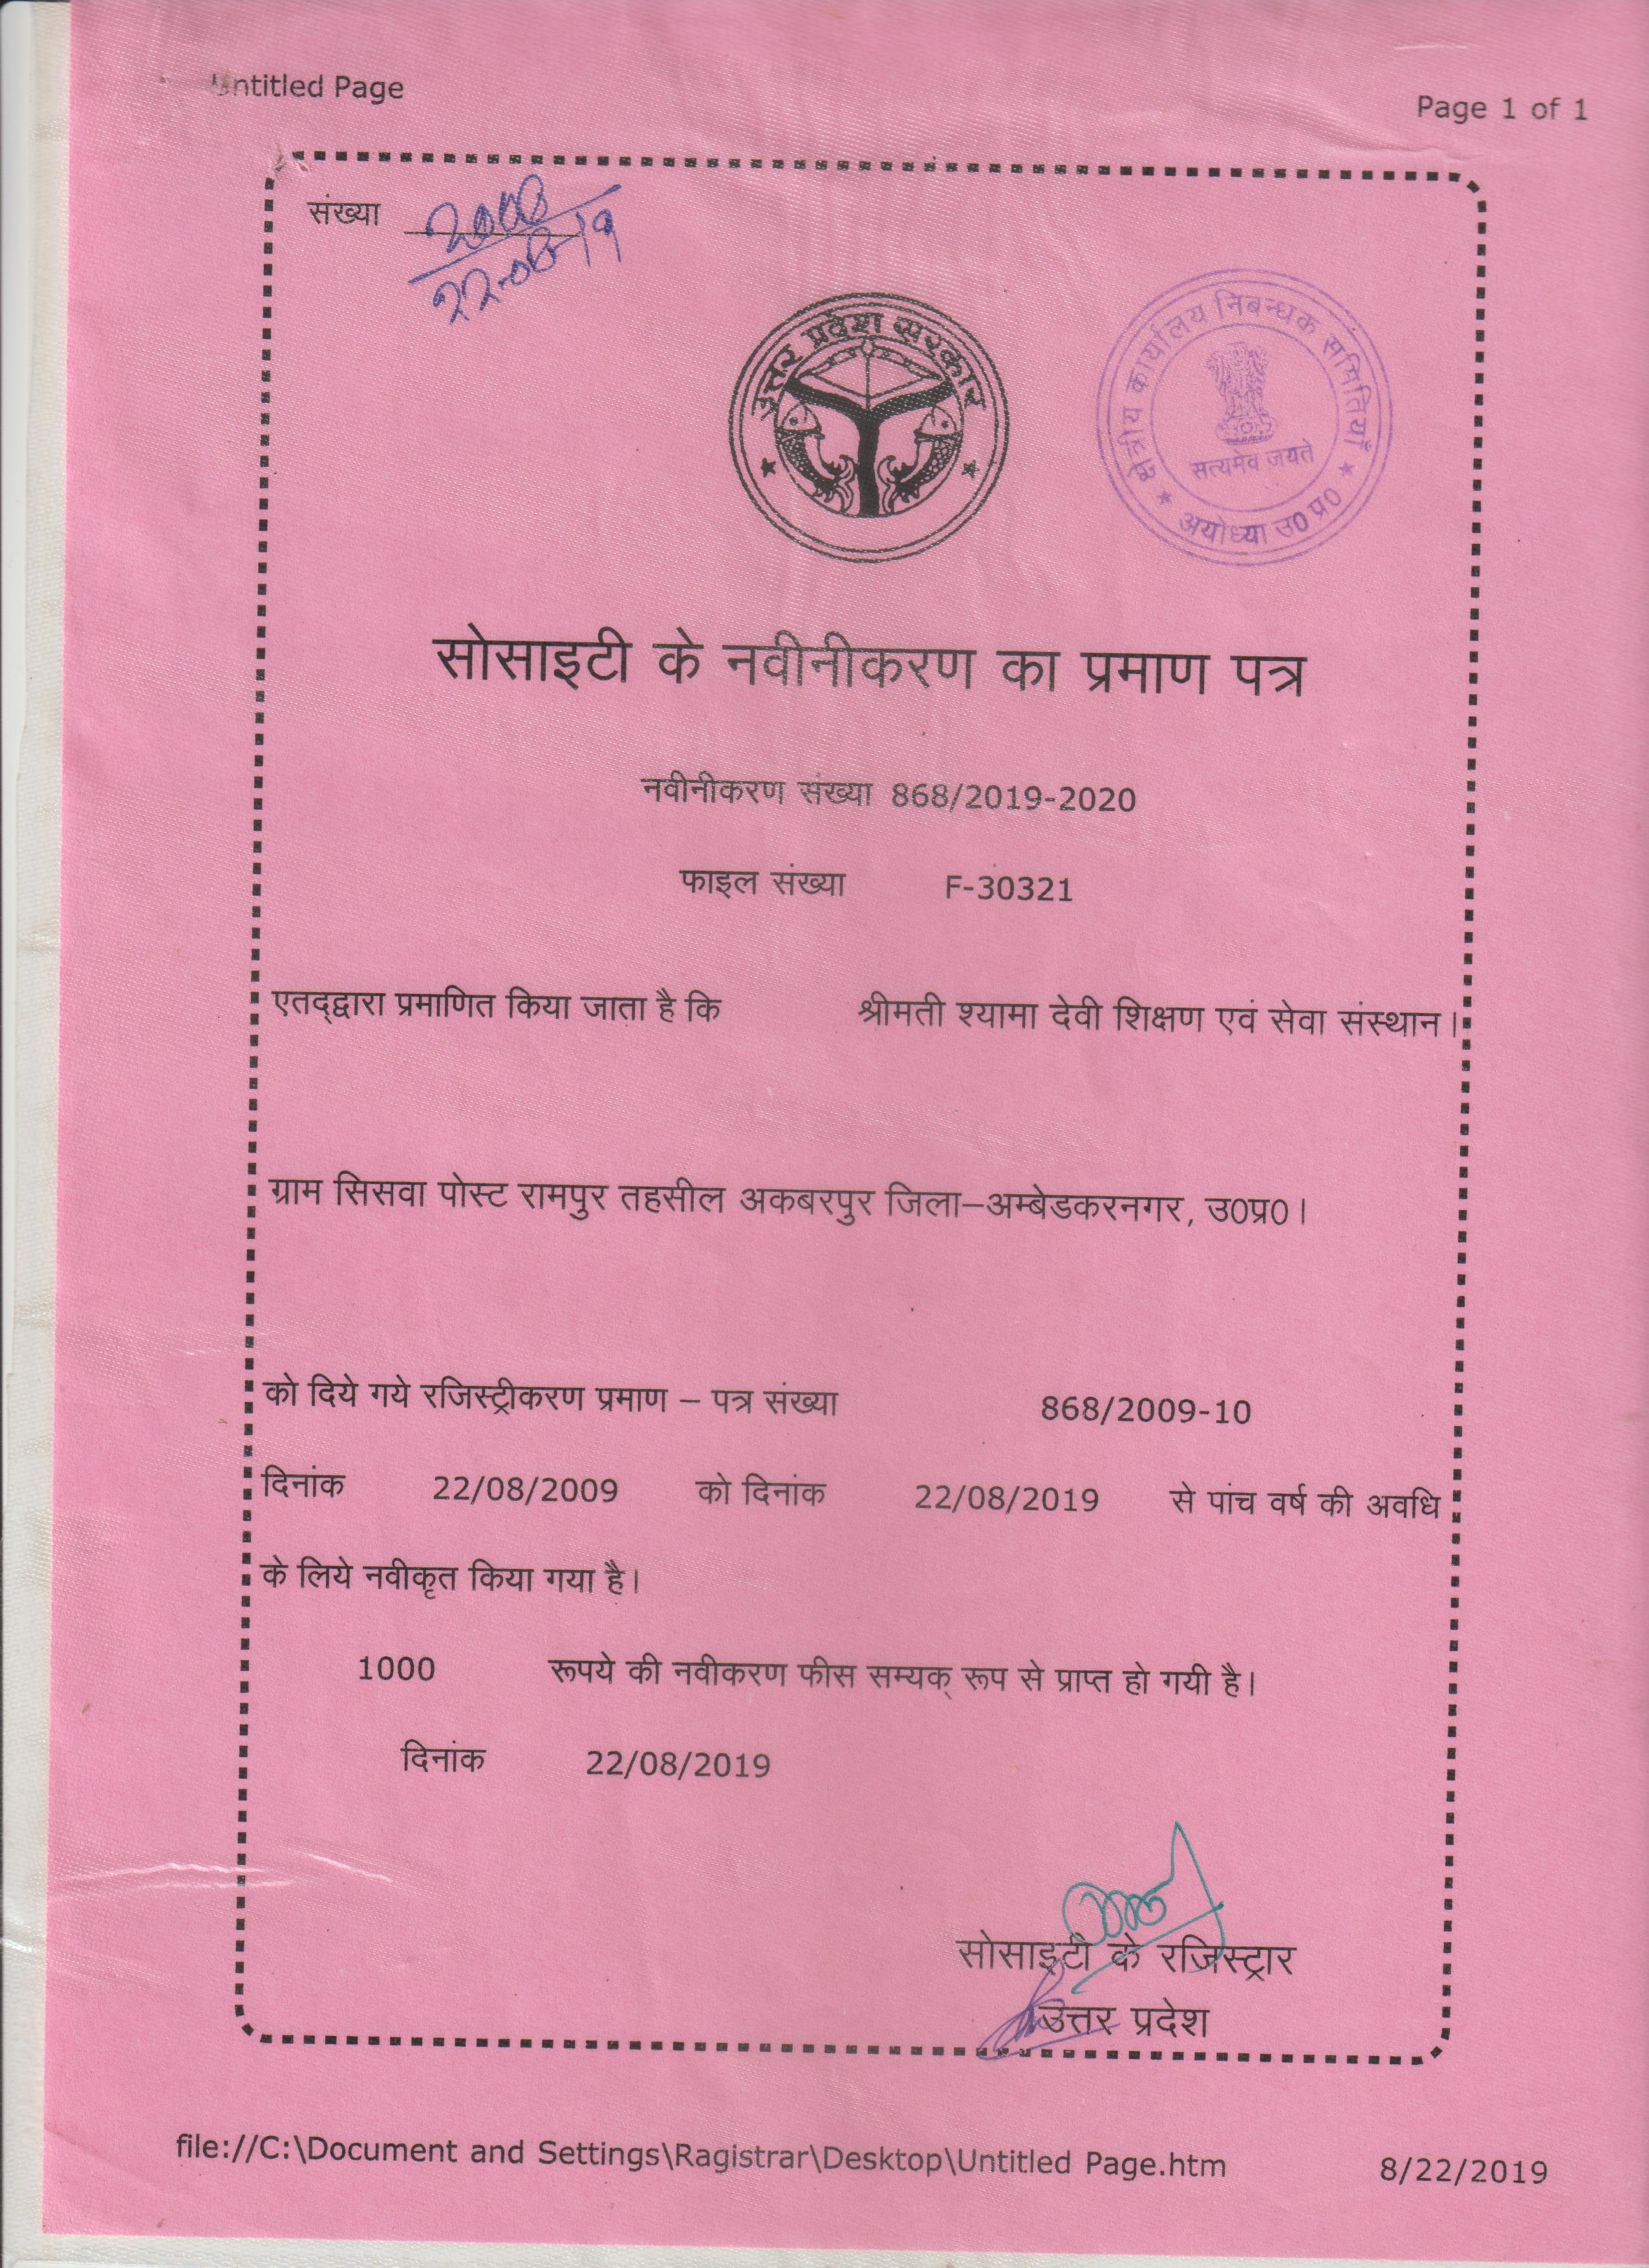 Untitled Page
Page 1 of 1
संख्या
22-08-19
उत्तर प्रदेश सरकार
क्षेत्रीय कार्यालय निबन्धक समितियाँ
सत्यमेव जयते
अयोध्या उ0 प्र0
सोसाइटी के नवीनीकरण का प्रमाण पत्र
नवीनीकरण संख्या 868/2019-2020
फाइल संख्या F-30321
एतद्द्वारा प्रमाणित किया जाता है कि श्रीमती श्यामा देवी शिक्षण एवं सेवा संस्थान।
ग्राम सिसवा पोस्ट रामपुर तहसील अकबरपुर जिला–अम्बेडकरनगर, उ0प्र0।
को दिये गये रजिस्ट्रीकरण प्रमाण – पत्र संख्या 868/2009-10
दिनांक 22/08/2009 को दिनांक 22/08/2019 से पांच वर्ष की अवधि
के लिये नवीकृत किया गया है।
1000 रूपये की नवीकरण फीस सम्यक् रूप से प्राप्त हो गयी है।
दिनांक 22/08/2019
सोसाइटी के रजिस्ट्रार
उत्तर प्रदेश
file://C:\Document and Settings\Ragistrar\Desktop\Untitled Page.htm
8/22/2019